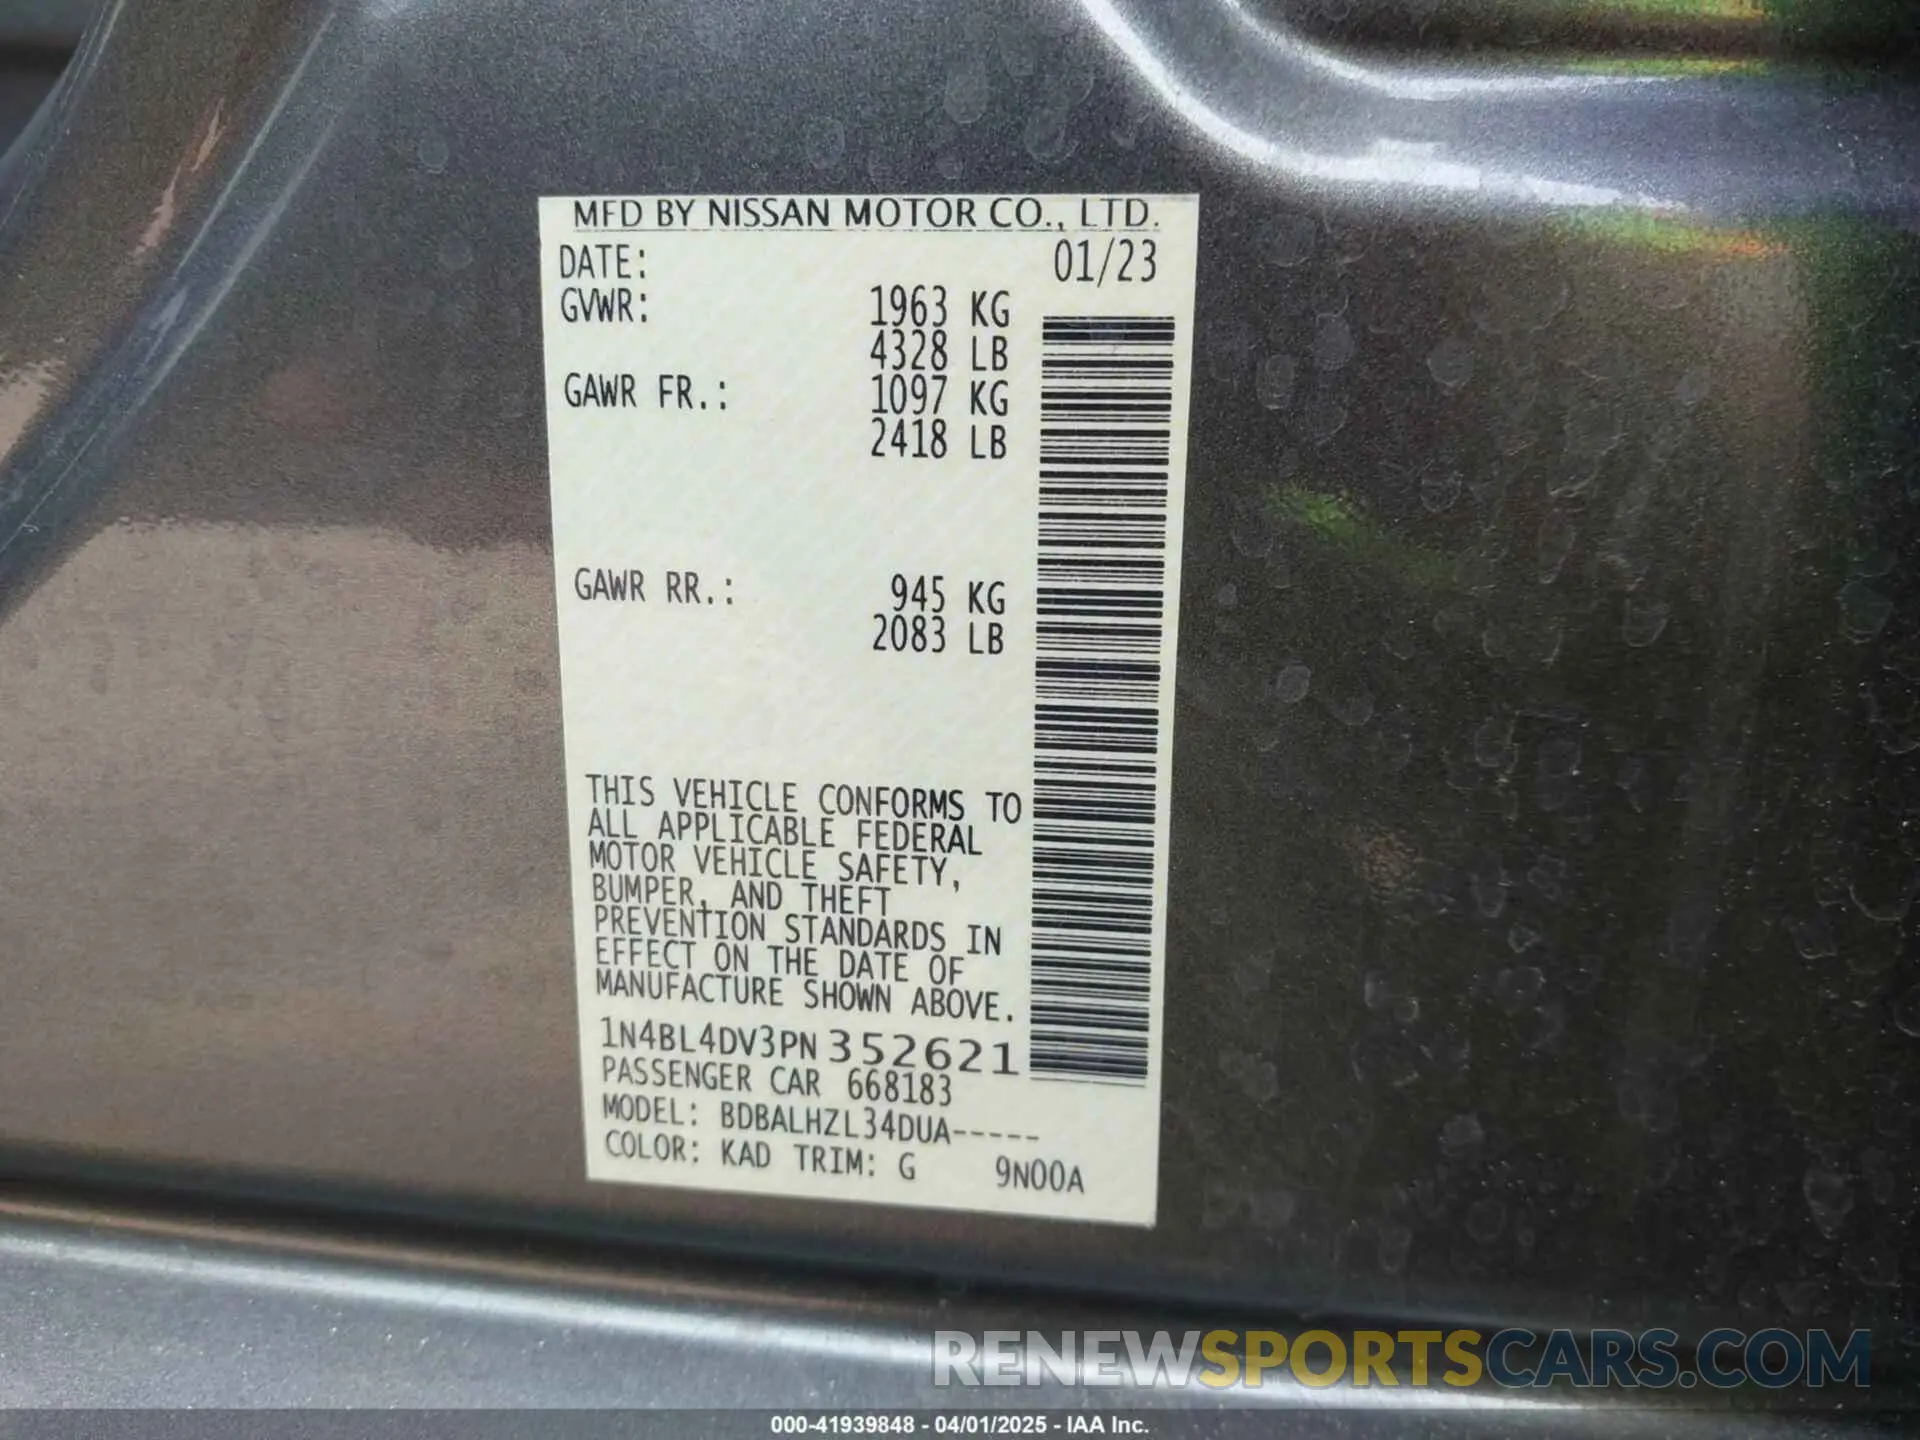 MFD BY NISSAN MOTOR CO., LTD.
DATE: 01/23
GVWR: 1963 KG
4328 LB
GAWR FR.: 1097 KG
2418 LB
GAWR RR.: 945 KG
2083 LB
THIS VEHICLE CONFORMS TO
ALL APPLICABLE FEDERAL
MOTOR VEHICLE SAFETY,
BUMPER, AND THEFT
PREVENTION STANDARDS IN
EFFECT ON THE DATE OF
MANUFACTURE SHOWN ABOVE.
1N4BL4DV3PN352621
PASSENGER CAR 668183
MODEL: BDBALHZL34DUA-----
COLOR: KAD TRIM: G 9N00A
RENEWSPORTSCARS.COM
000-41939848 - 04/01/2025 - IAA Inc.